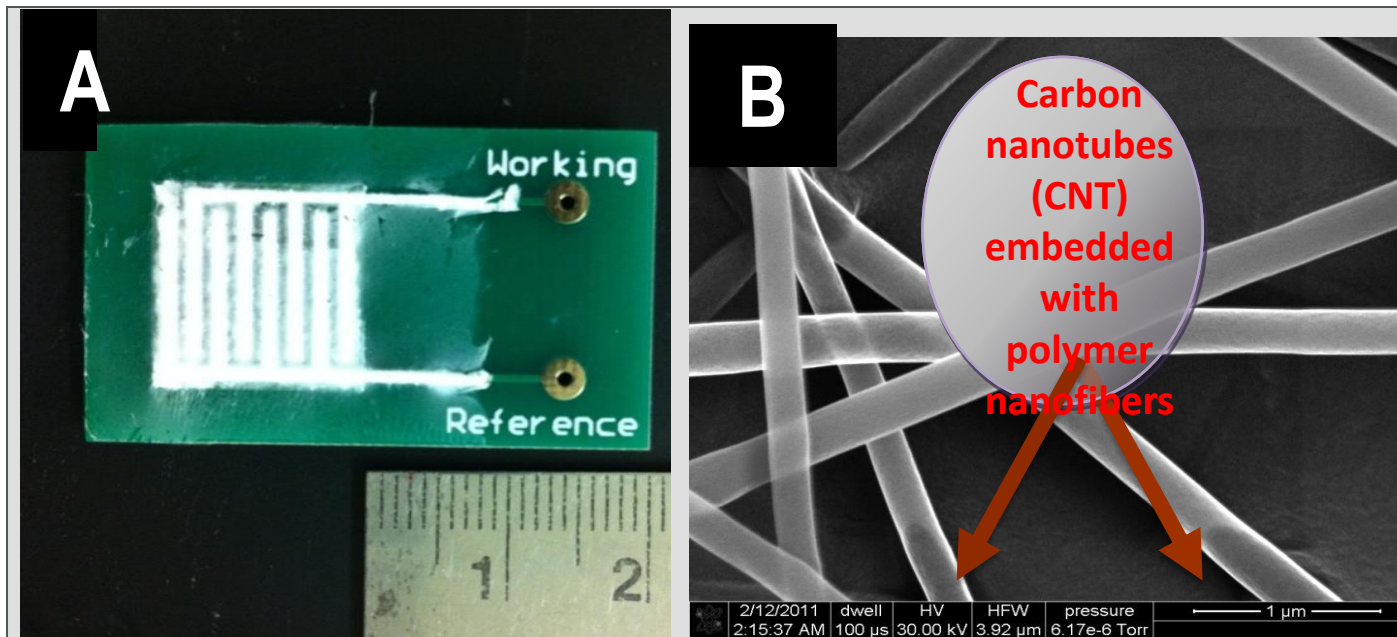 A
Working
Reference
1 2
B
Carbon
nanotubes
(CNT)
embedded
with
polymer
nanofibers
2/12/2011 dwell HV HFW pressure
2:15:37 AM 100 µs 30.00 kV 3.92 µm 6.17e-6 Torr 1 µm